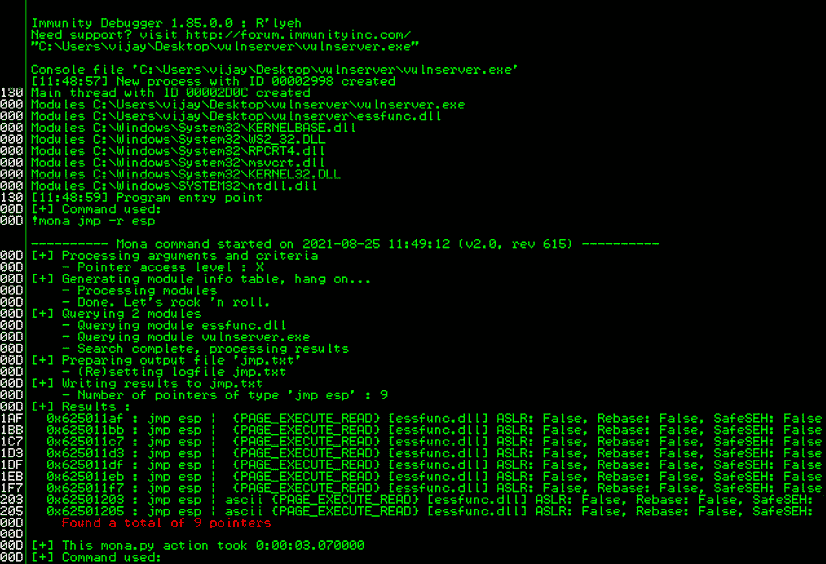 Immunity Debugger 1.85.0.0 : R'lyeh
Need support? visit http://forum.immunityinc.com/
"C:\Users\vijay\Desktop\vulnserver\vulnserver.exe"
Console file 'C:\Users\vijay\Desktop\vulnserver\vulnserver.exe'
[11:48:57] New process with ID 00002998 created
130 Main thread with ID 00002D0C created
000 Modules C:\Users\vijay\Desktop\vulnserver\vulnserver.exe
000 Modules C:\Users\vijay\Desktop\vulnserver\essfunc.dll
000 Modules C:\Windows\System32\KERNELBASE.dll
000 Modules C:\Windows\System32\WS2_32.DLL
000 Modules C:\Windows\System32\RPCRT4.dll
000 Modules C:\Windows\System32\msvcrt.dll
000 Modules C:\Windows\System32\KERNEL32.DLL
000 Modules C:\Windows\SYSTEM32\ntdll.dll
130 [11:48:59] Program entry point
00D [+] Command used:
00D !mona jmp -r esp
---------- Mona command started on 2021-08-25 11:49:12 (v2.0, rev 615) ----------
00D [+] Processing arguments and criteria
00D - Pointer access level : X
00D [+] Generating module info table, hang on...
00D - Processing modules
00D - Done. Let's rock 'n roll.
00D [+] Querying 2 modules
00D - Querying module essfunc.dll
00D - Querying module vulnserver.exe
00D - Search complete, processing results
00D [+] Preparing output file 'jmp.txt'
00D - (Re)setting logfile jmp.txt
00D [+] Writing results to jmp.txt
00D - Number of pointers of type 'jmp esp' : 9
00D [+] Results :
1AF 0x625011af : jmp esp | {PAGE_EXECUTE_READ} [essfunc.dll] ASLR: False, Rebase: False, SafeSEH: False
1BB 0x625011bb : jmp esp | {PAGE_EXECUTE_READ} [essfunc.dll] ASLR: False, Rebase: False, SafeSEH: False
1C7 0x625011c7 : jmp esp | {PAGE_EXECUTE_READ} [essfunc.dll] ASLR: False, Rebase: False, SafeSEH: False
1D3 0x625011d3 : jmp esp | {PAGE_EXECUTE_READ} [essfunc.dll] ASLR: False, Rebase: False, SafeSEH: False
1DF 0x625011df : jmp esp | {PAGE_EXECUTE_READ} [essfunc.dll] ASLR: False, Rebase: False, SafeSEH: False
1EB 0x625011eb : jmp esp | {PAGE_EXECUTE_READ} [essfunc.dll] ASLR: False, Rebase: False, SafeSEH: False
1F7 0x625011f7 : jmp esp | {PAGE_EXECUTE_READ} [essfunc.dll] ASLR: False, Rebase: False, SafeSEH: False
203 0x62501203 : jmp esp | ascii {PAGE_EXECUTE_READ} [essfunc.dll] ASLR: False, Rebase: False, SafeSEH:
205 0x62501205 : jmp esp | ascii {PAGE_EXECUTE_READ} [essfunc.dll] ASLR: False, Rebase: False, SafeSEH:
00D Found a total of 9 pointers
00D
00D [+] This mona.py action took 0:00:03.070000
00D [+] Command used: